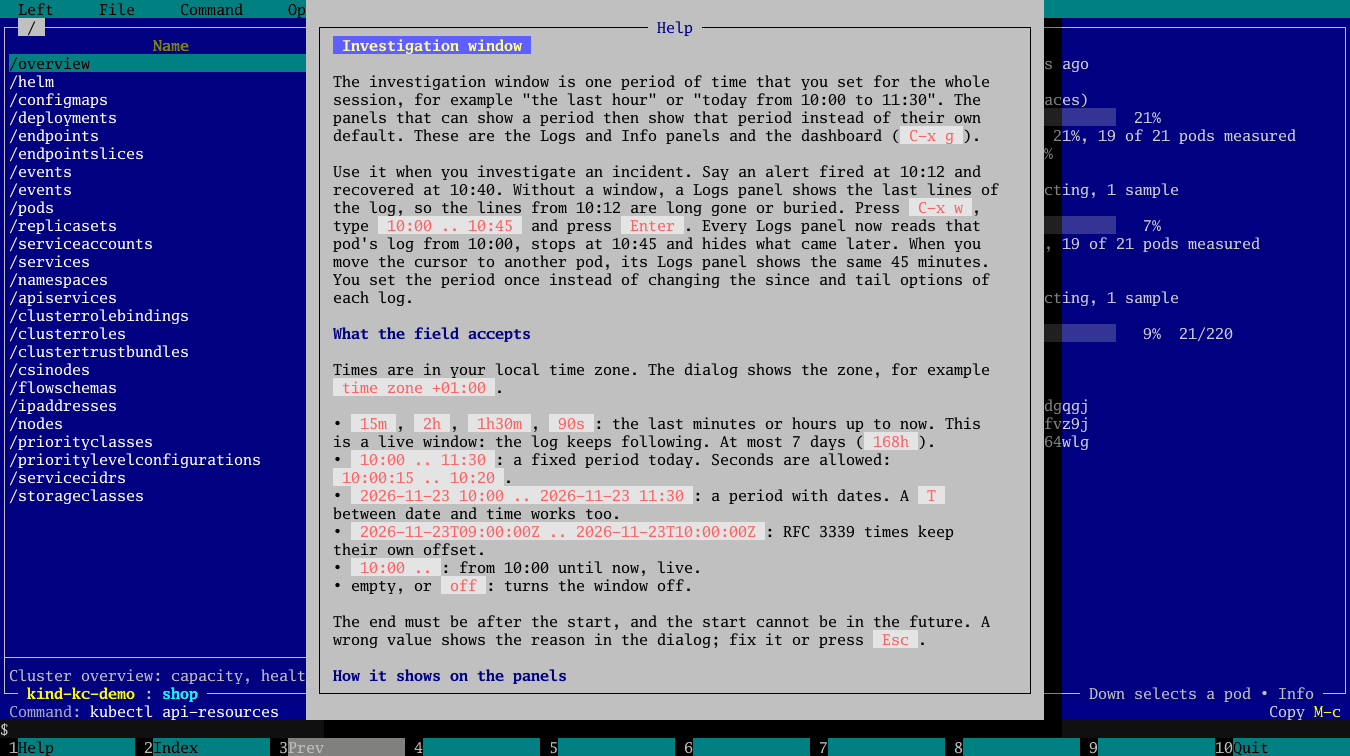 Left File Command Op
/
Help
Name
Investigation window
/overview
s ago
The investigation window is one period of time that you set for the whole
/helm
session, for example "the last hour" or "today from 10:00 to 11:30". The
/configmaps
aces)
panels that can show a period then show that period instead of their own
/deployments
21%
default. These are the Logs and Info panels and the dashboard ( C-x g ).
/endpoints
21%, 19 of 21 pods measured
/endpointslices
%
Use it when you investigate an incident. Say an alert fired at 10:12 and
/events
recovered at 10:40. Without a window, a Logs panel shows the last lines of
/events
cting, 1 sample
the log, so the lines from 10:12 are long gone or buried. Press C-x w ,
/pods
type 10:00 .. 10:45 and press Enter . Every Logs panel now reads that
/replicasets
7%
pod's log from 10:00, stops at 10:45 and hides what came later. When you
/serviceaccounts
, 19 of 21 pods measured
move the cursor to another pod, its Logs panel shows the same 45 minutes.
/services
You set the period once instead of changing the since and tail options of
/namespaces
each log.
/apiservices
cting, 1 sample
/clusterrolebindings
What the field accepts
/clusterroles
9% 21/220
/clustertrustbundles
Times are in your local time zone. The dialog shows the zone, for example
/csinodes
time zone +01:00 .
/flowschemas
/ipaddresses
dgqgj
• 15m , 2h , 1h30m , 90s : the last minutes or hours up to now. This
/nodes
fvz9j
is a live window: the log keeps following. At most 7 days ( 168h ).
/priorityclasses
64wlg
• 10:00 .. 11:30 : a fixed period today. Seconds are allowed:
/prioritylevelconfigurations
10:00:15 .. 10:20 .
/servicecidrs
• 2026-11-23 10:00 .. 2026-11-23 11:30 : a period with dates. A T
/storageclasses
between date and time works too.
• 2026-11-23T09:00:00Z .. 2026-11-23T10:00:00Z : RFC 3339 times keep
their own offset.
• 10:00 .. : from 10:00 until now, live.
• empty, or off : turns the window off.
The end must be after the start, and the start cannot be in the future. A
wrong value shows the reason in the dialog; fix it or press Esc .
How it shows on the panels
Cluster overview: capacity, healt
kind-kc-demo : shop
Down selects a pod • Info
Command: kubectl api-resources
Copy M-c
$
1Help 2Index 3Prev 4 5 6 7 8 9 10Quit